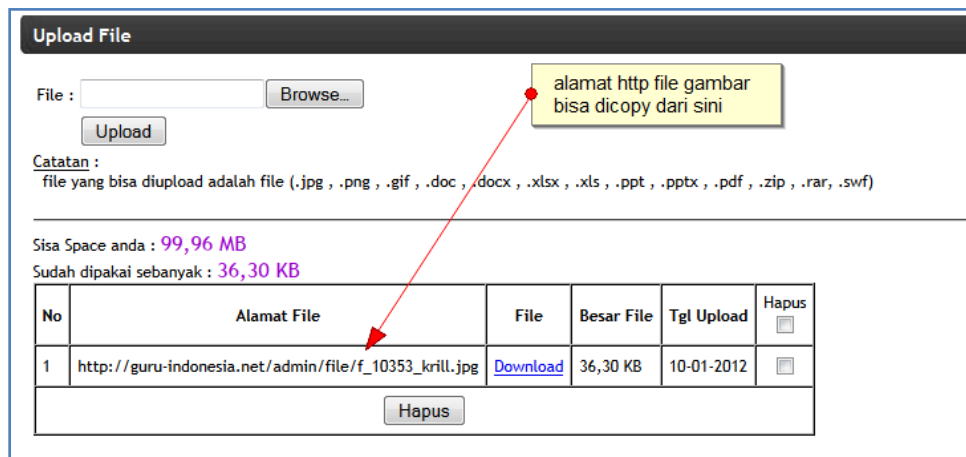 Upload File
File : Browse...
alamat http file gambar
bisa dicopy dari sini
Upload
Catatan :
file yang bisa diupload adalah file (.jpg , .png , .gif , .doc , .docx , .xlsx , .xls , .ppt , .pptx , .pdf , .zip , .rar, .swf)
Sisa Space anda : 99,96 MB
Sudah dipakai sebanyak : 36,30 KB
No Alamat File File Besar File Tgl Upload Hapus
1 http://guru-indonesia.net/admin/file/f_10353_krill.jpg Download 36,30 KB 10-01-2012
Hapus